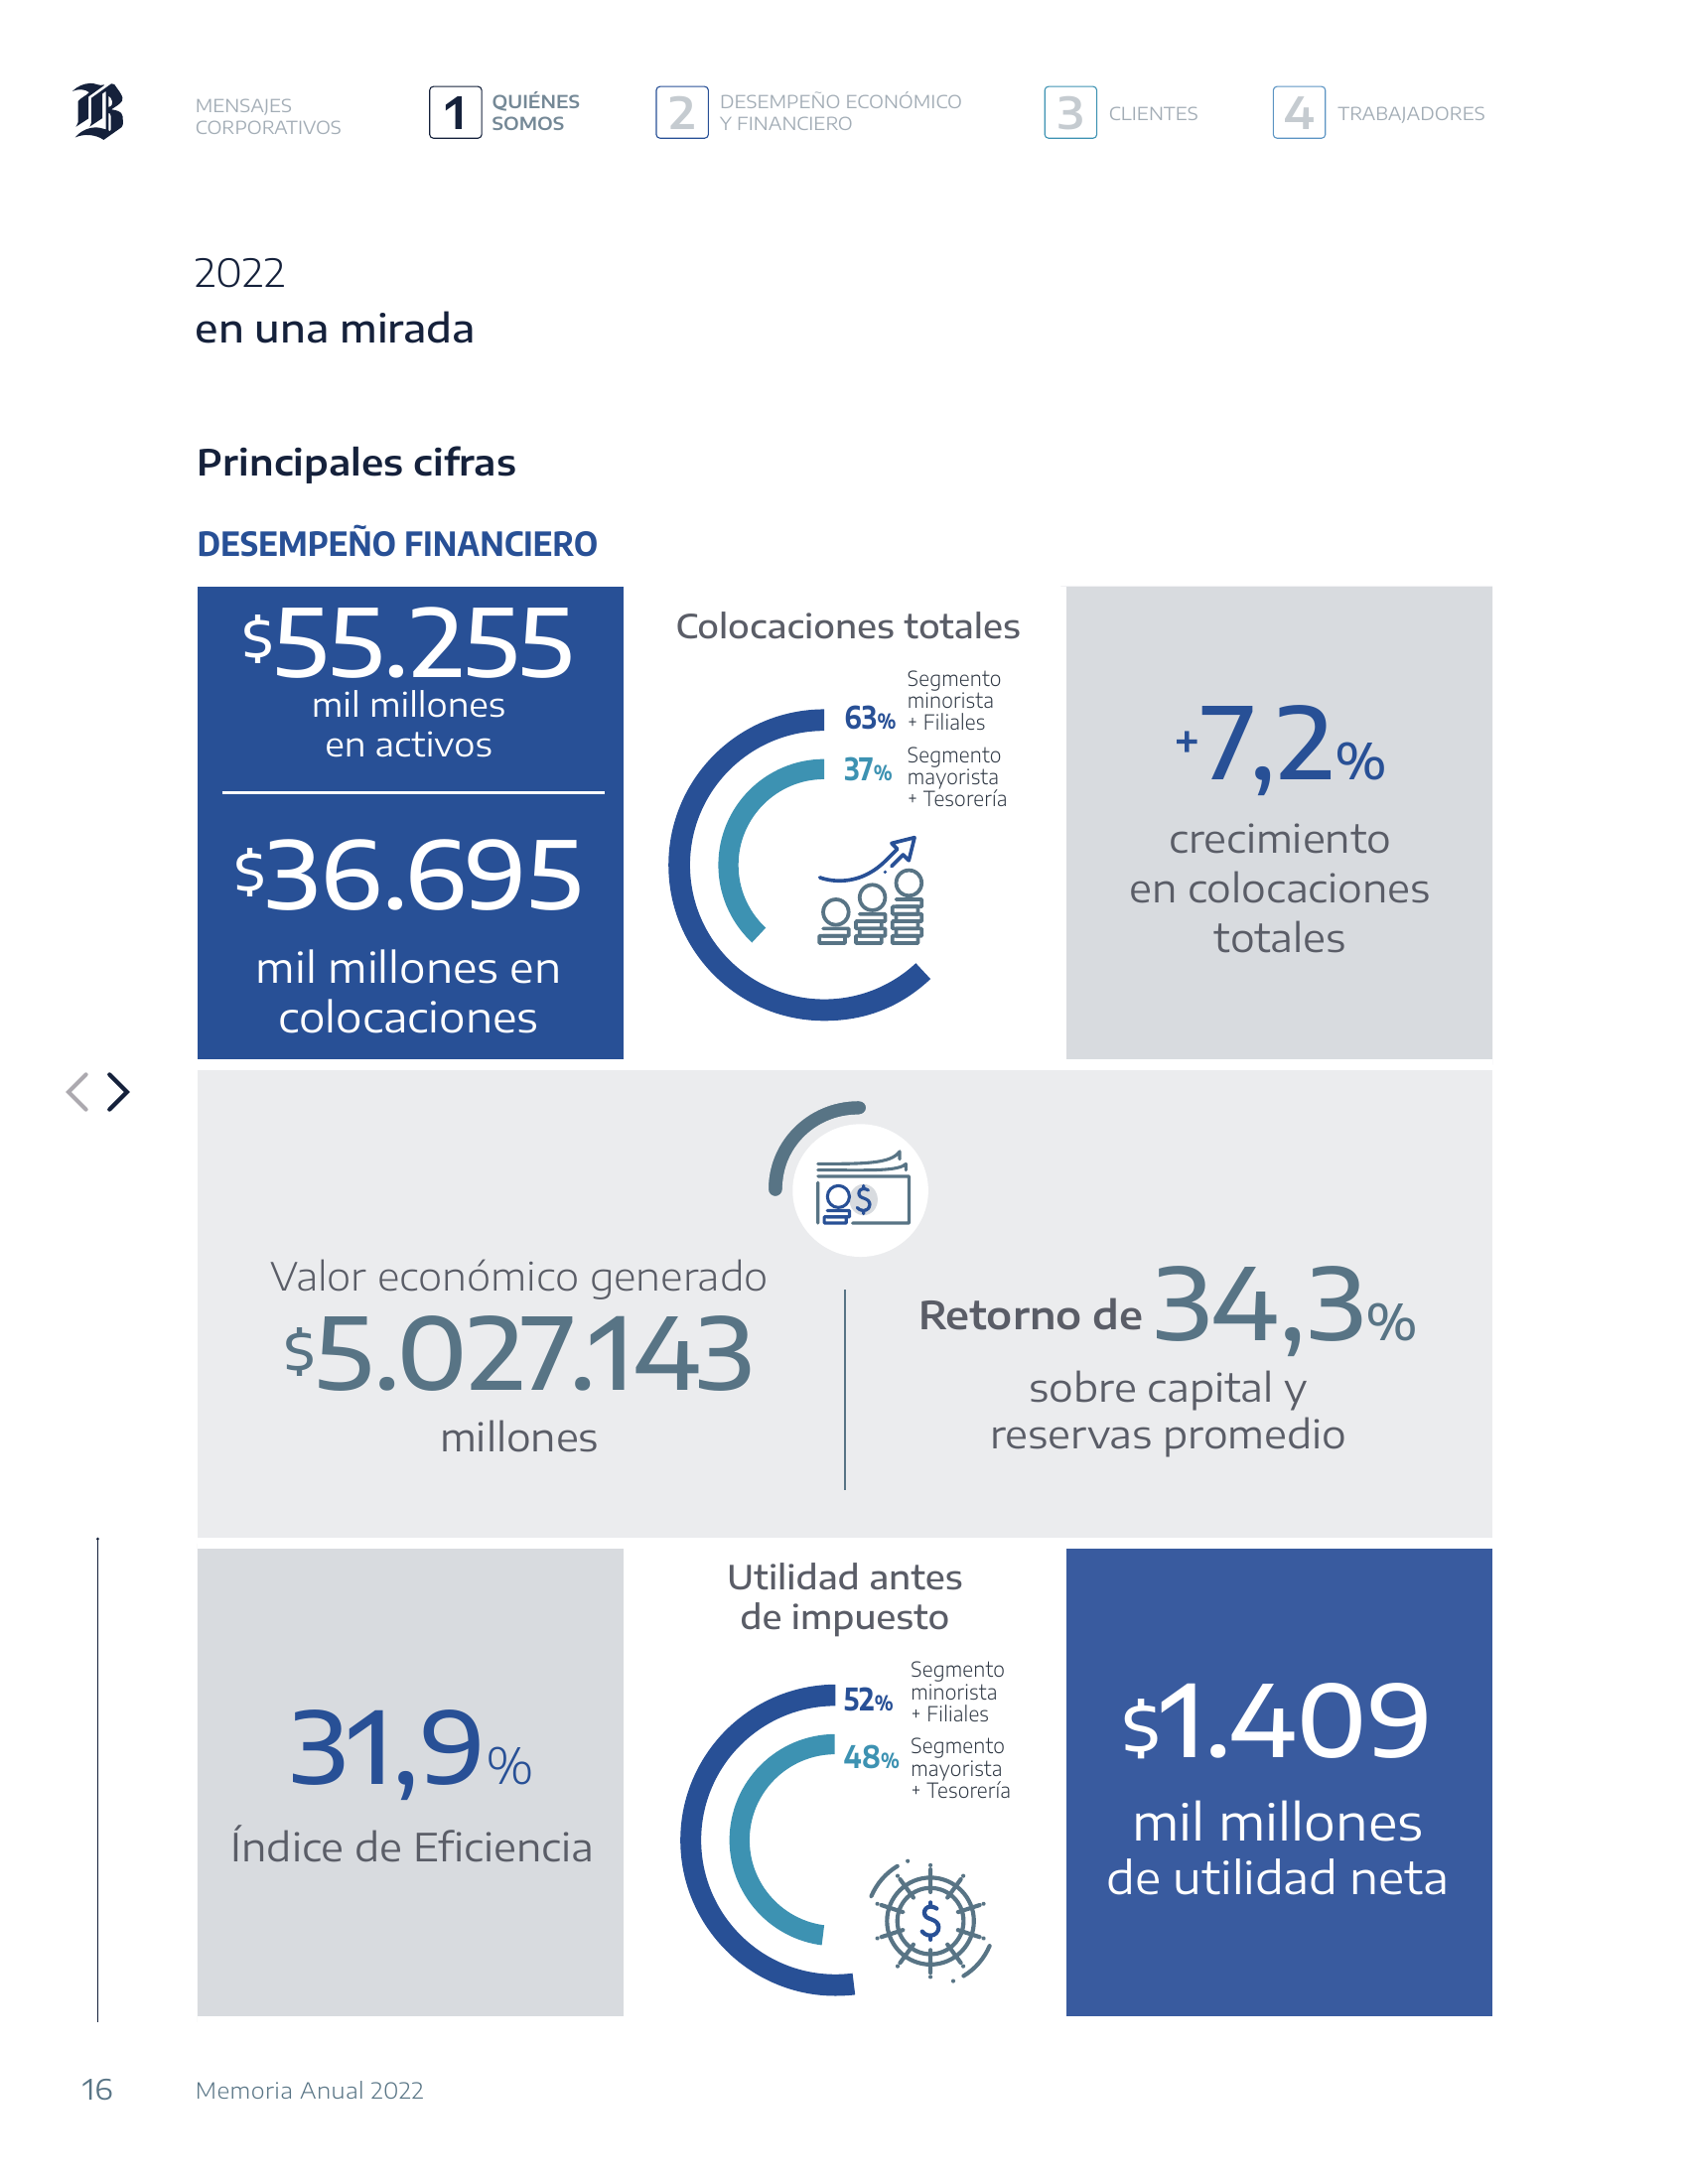 MENSAJES
CORPORATIVOS
1
QUIÉNES
SOMOS
2
DESEMPEÑO ECONÓMICO
Y FINANCIERO
3
CLIENTES
4
TRABAJADORES
2022
en una mirada
Principales cifras
DESEMPEÑO FINANCIERO
$55.255
mil millones
en activos
$36.695
mil millones en
colocaciones
Colocaciones totales
63%
Segmento
minorista
+ Filiales
37%
Segmento
mayorista
+ Tesorería
+7,2%
crecimiento
en colocaciones
totales
$
Valor económico generado
$5.027.143
millones
Retorno de 34,3%
sobre capital y
reservas promedio
31,9%
Índice de Eficiencia
Utilidad antes
de impuesto
52%
Segmento
minorista
+ Filiales
48%
Segmento
mayorista
+ Tesorería
$
$1.409
mil millones
de utilidad neta
16
Memoria Anual 2022